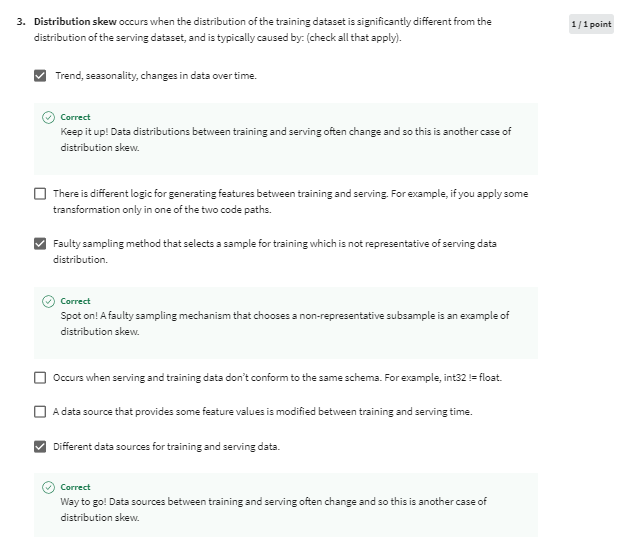 3. Distribution skew occurs when the distribution of the training dataset is significantly different from the
1 / 1 point
distribution of the serving dataset, and is typically caused by: (check all that apply).
Trend, seasonality, changes in data over time.
Correct
Keep it up! Data distributions between training and serving often change and so this is another case of
distribution skew.
There is different logic for generating features between training and serving. For example, if you apply some
transformation only in one of the two code paths.
Faulty sampling method that selects a sample for training which is not representative of serving data
distribution.
Correct
Spot on! A faulty sampling mechanism that chooses a non-representative subsample is an example of
distribution skew.
Occurs when serving and training data don't conform to the same schema. For example, int32 != float.
A data source that provides some feature values is modified between training and serving time.
Different data sources for training and serving data.
Correct
Way to go! Data sources between training and serving often change and so this is another case of
distribution skew.